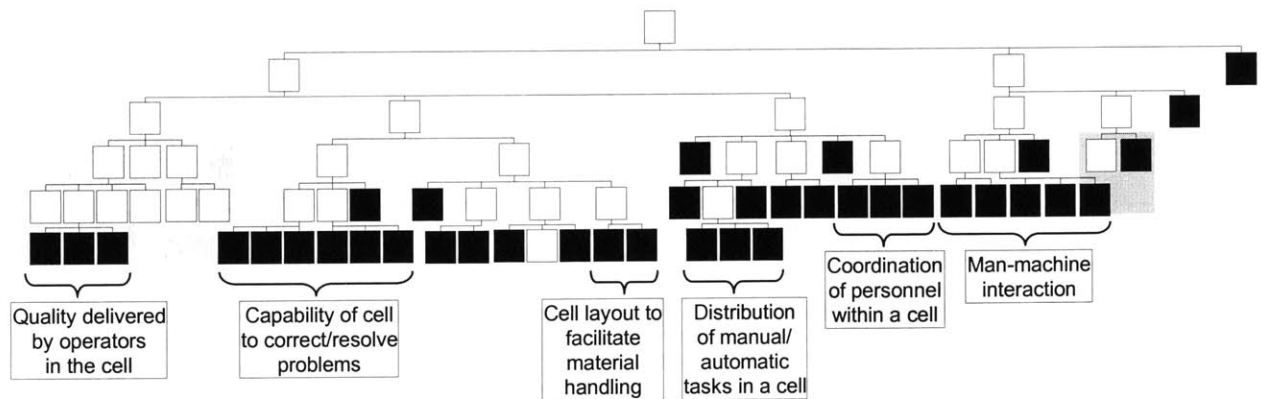 Quality delivered
by operators
in the cell
Capability of cell
to correct/resolve
problems
Cell layout to
facilitate
material
handling
Distribution
of manual/
automatic
tasks in a cell
Coordination
of personnel
within a cell
Man-machine
interaction